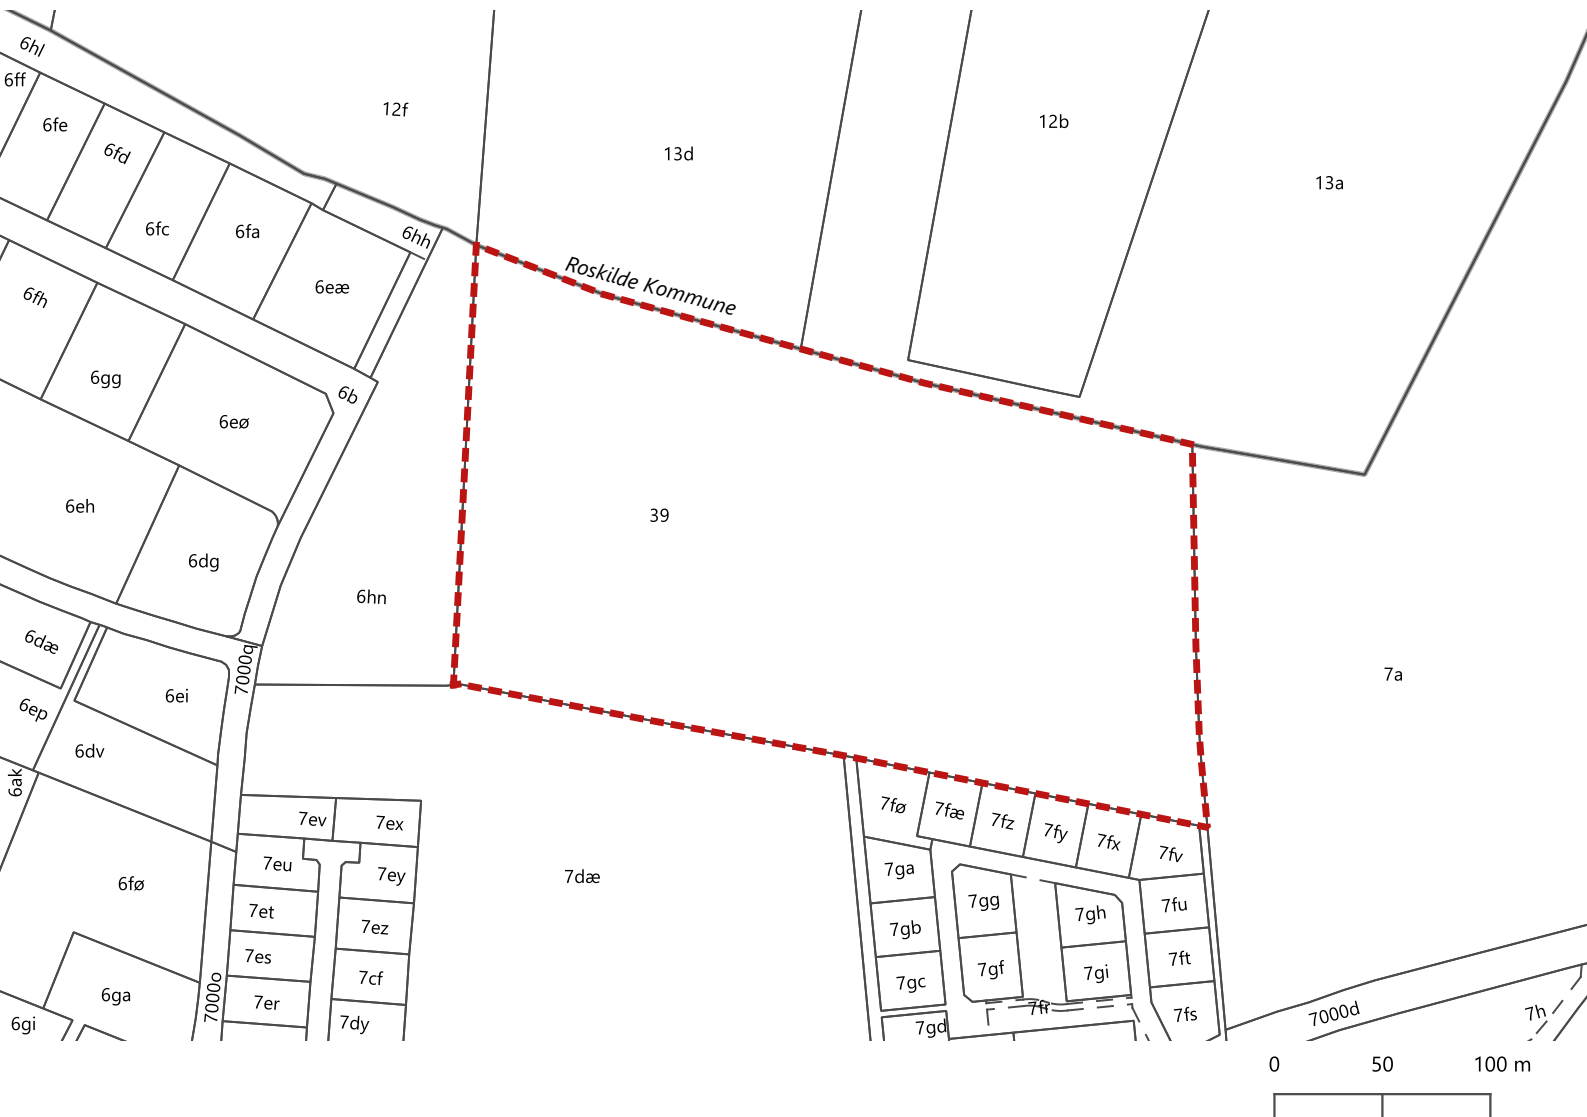 6hl
6ff
12f
12b
6fe
6fd
13d
13a
6fc
6fa
6hh
Roskilde Kommune
6eæ
6fh
6gg
6b
6eø
6eh
39
6dg
6hn
6dæ
7000q
7a
6ei
6ep
6dv
6ak
7ev
7ex
7fø
7fæ
7fz
7fy
7fx
7fv
7eu
7ey
7dæ
7ga
6fø
7et
7ez
7gg
7gh
7fu
7gb
7es
7cf
7gf
7gi
7ft
7gc
6ga
7000o
7er
7fr
7000d
7h
6gi
7dy
7gd
7fs
0 50 100 m